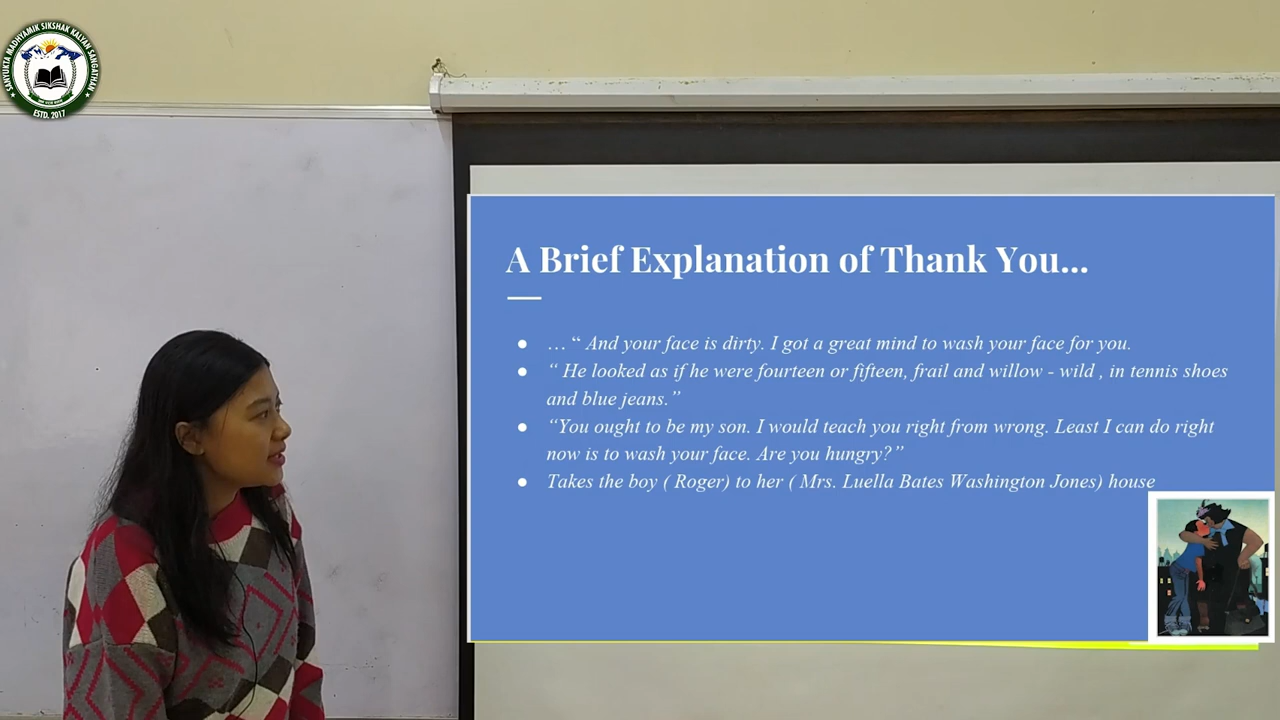 SANYUKTA MADHYAMIK SIKSHAK KALYAN SANGATHAN
ESTD. 2017
A Brief Explanation of Thank You...
● … “ And your face is dirty. I got a great mind to wash your face for you.
● “ He looked as if he were fourteen or fifteen, frail and willow - wild , in tennis shoes
and blue jeans.”
● “You ought to be my son. I would teach you right from wrong. Least I can do right
now is to wash your face. Are you hungry?”
● Takes the boy ( Roger) to her ( Mrs. Luella Bates Washington Jones) house